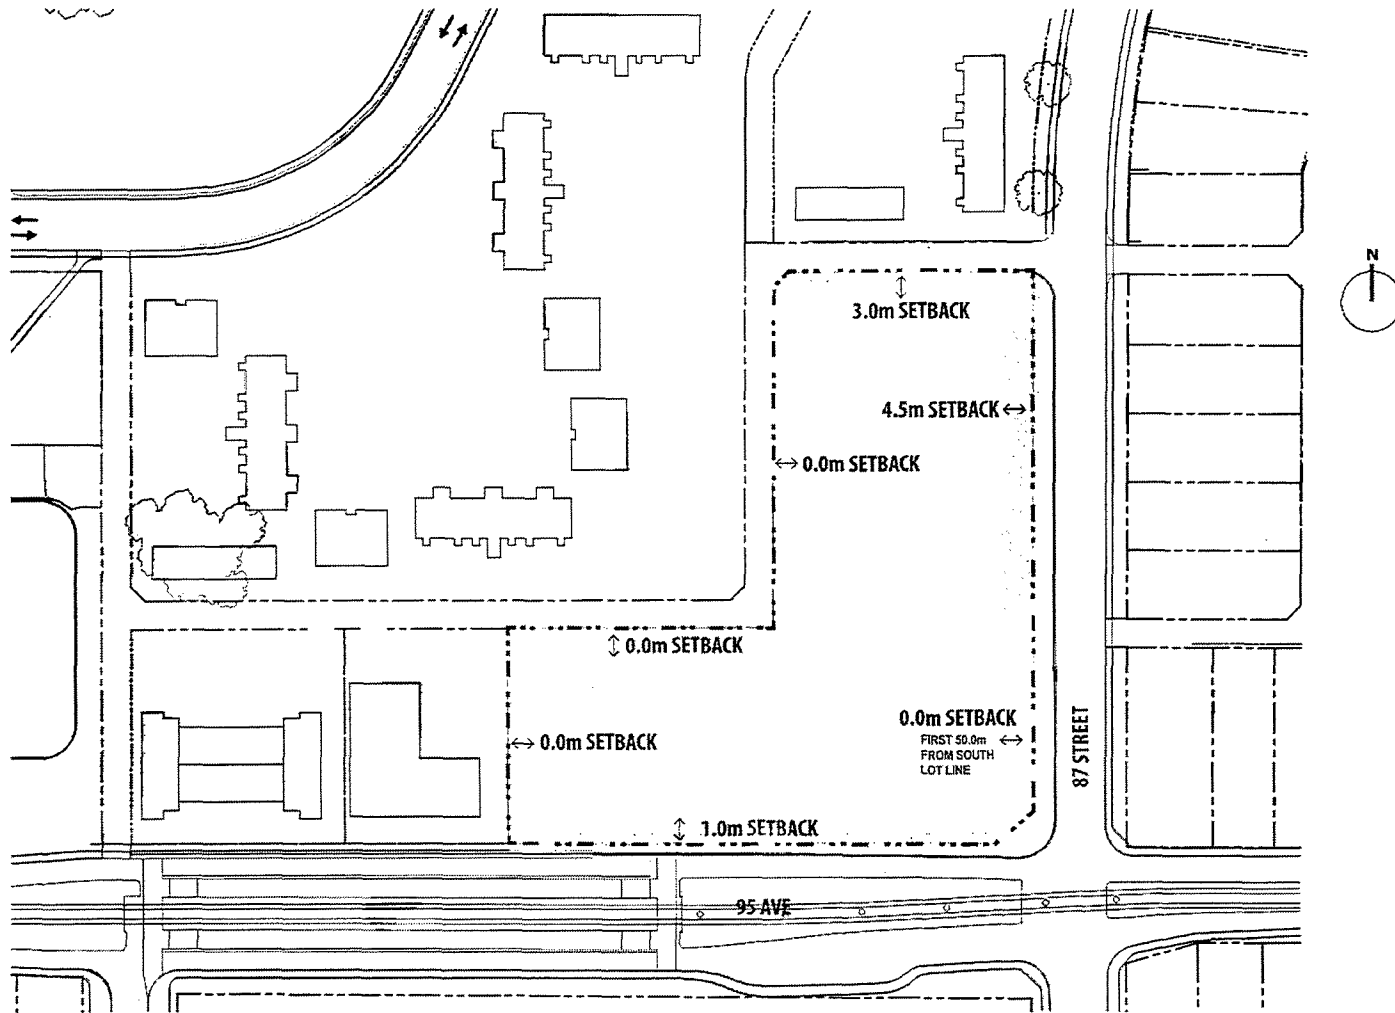 N
3.0m SETBACK
4.5m SETBACK
0.0m SETBACK
0.0m SETBACK
0.0m SETBACK
FIRST 50.0m
FROM SOUTH
LOT LINE
87 STREET
0.0m SETBACK
1.0m SETBACK
95 AVE